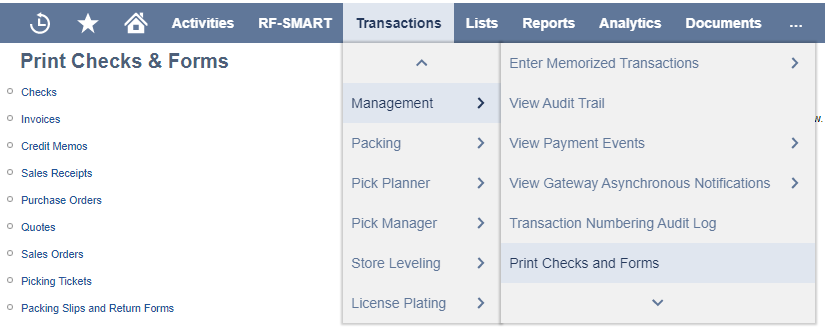 Activities RF-SMART Transactions Lists Reports Analytics Documents ...
Print Checks & Forms
Checks
Invoices
Credit Memos
Sales Receipts
Purchase Orders
Quotes
Sales Orders
Picking Tickets
Packing Slips and Return Forms
Management
Packing
Pick Planner
Pick Manager
Store Leveling
License Plating
Enter Memorized Transactions
View Audit Trail
View Payment Events
View Gateway Asynchronous Notifications
Transaction Numbering Audit Log
Print Checks and Forms